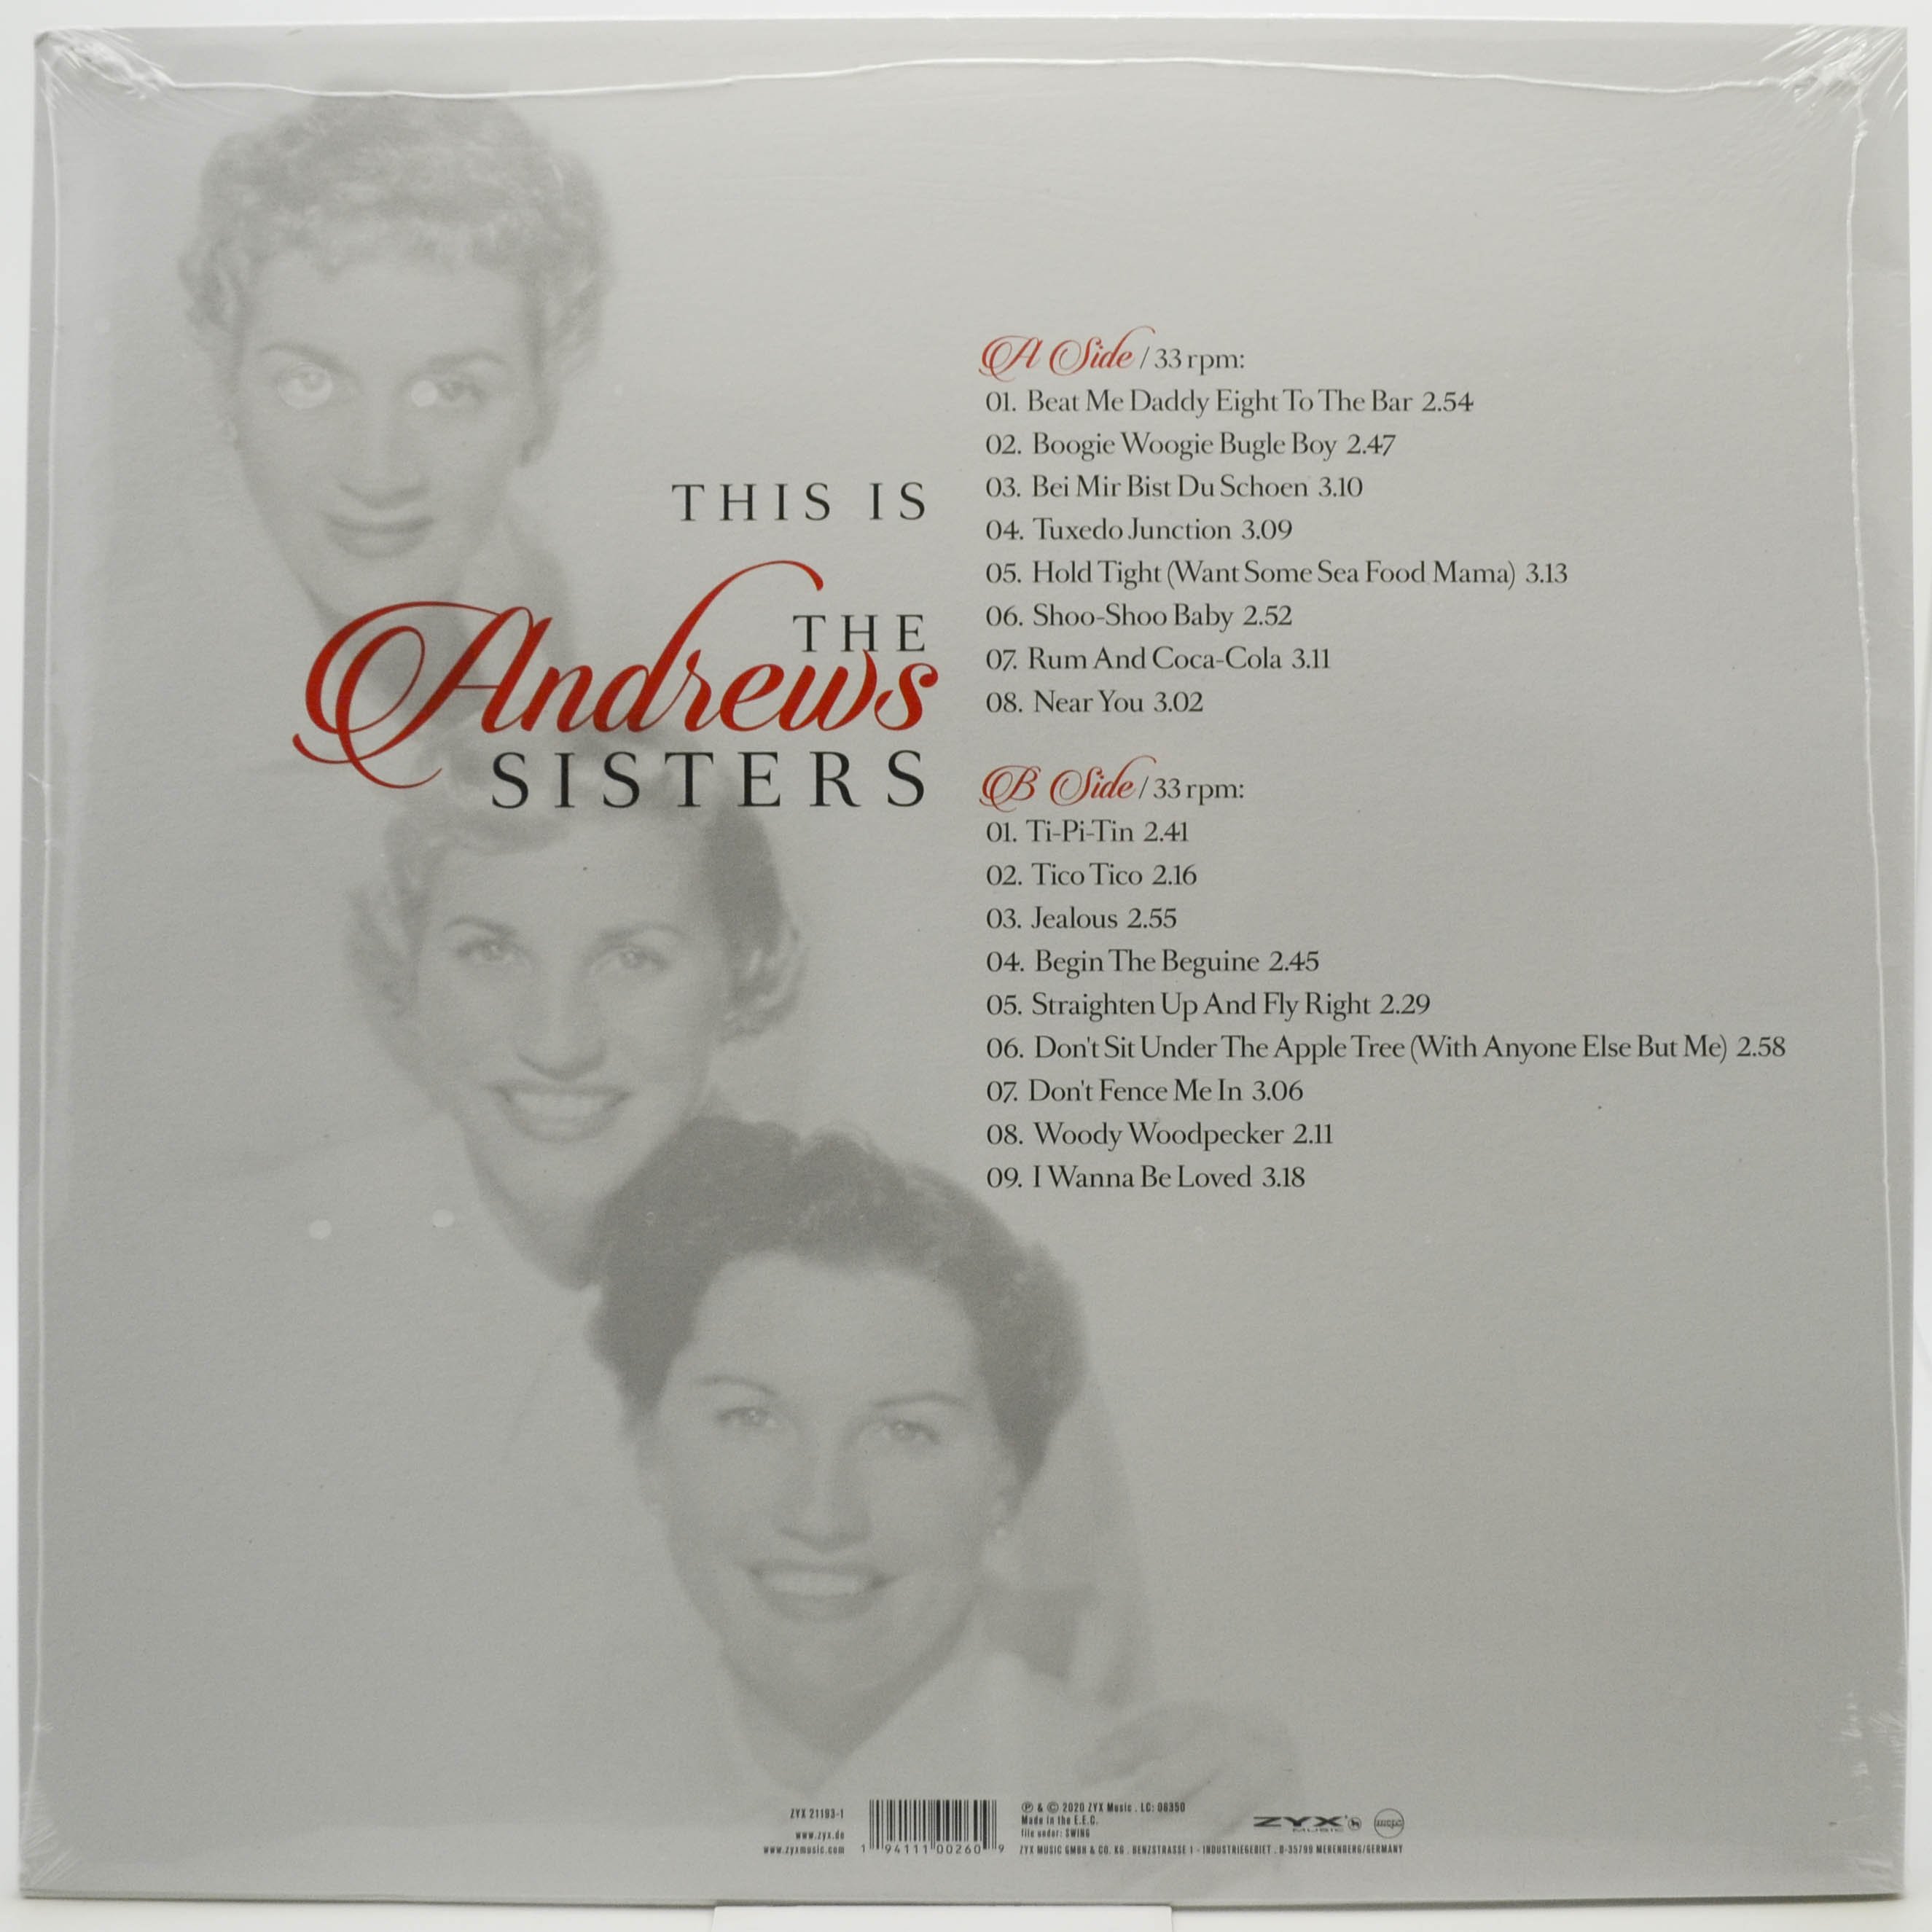 THIS IS
THE
Andrews
SISTERS
A Side / 33 rpm:
01. Beat Me Daddy Eight To The Bar 2.54
02. Boogie Woogie Bugle Boy 2.47
03. Bei Mir Bist Du Schoen 3.10
04. Tuxedo Junction 3.09
05. Hold Tight (Want Some Sea Food Mama) 3.13
06. Shoo-Shoo Baby 2.52
07. Rum And Coca-Cola 3.11
08. Near You 3.02
B Side / 33 rpm:
01. Ti-Pi-Tin 2.41
02. Tico Tico 2.16
03. Jealous 2.55
04. Begin The Beguine 2.45
05. Straighten Up And Fly Right 2.29
06. Don't Sit Under The Apple Tree (With Anyone Else But Me) 2.58
07. Don't Fence Me In 3.06
08. Woody Woodpecker 2.11
09. I Wanna Be Loved 3.18
ZYX 21193-1
www.zyx.de
www.zyxmusic.com
1 94111 00260 9
℗ & © 2020 ZYX Music . LC: 06350
Made in the E.E.C.
file under: SWING
ZYX MUSIC GMBH & CO. KG . BENZSTRASSE 1 - INDUSTRIEGEBIET . D-35799 MERENBERG/GERMANY
ZYX
MUSIC